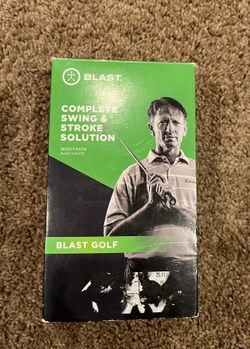 BLAST.
COMPLETE
SWING &
STROKE
SOLUTION
BRAD FAXON
BLAST ATHLETE
BLAST GOLF